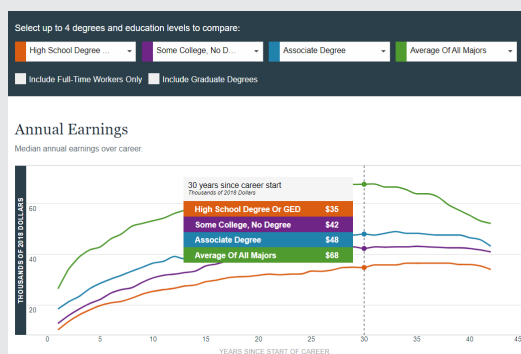 Select up to 4 degrees and education levels to compare:
High School Degree ...
Some College, No D...
Associate Degree
Average Of All Majors
Include Full-Time Workers Only
Include Graduate Degrees
Annual Earnings
Median annual earnings over career.
30 years since career start
Thousands of 2018 Dollars
High School Degree Or GED $35
Some College, No Degree $42
Associate Degree $48
Average Of All Majors $68
THOUSANDS OF 2018 DOLLARS
60
40
20
0 5 10 15 20 25 30 35 40 45
YEARS SINCE START OF CAREER